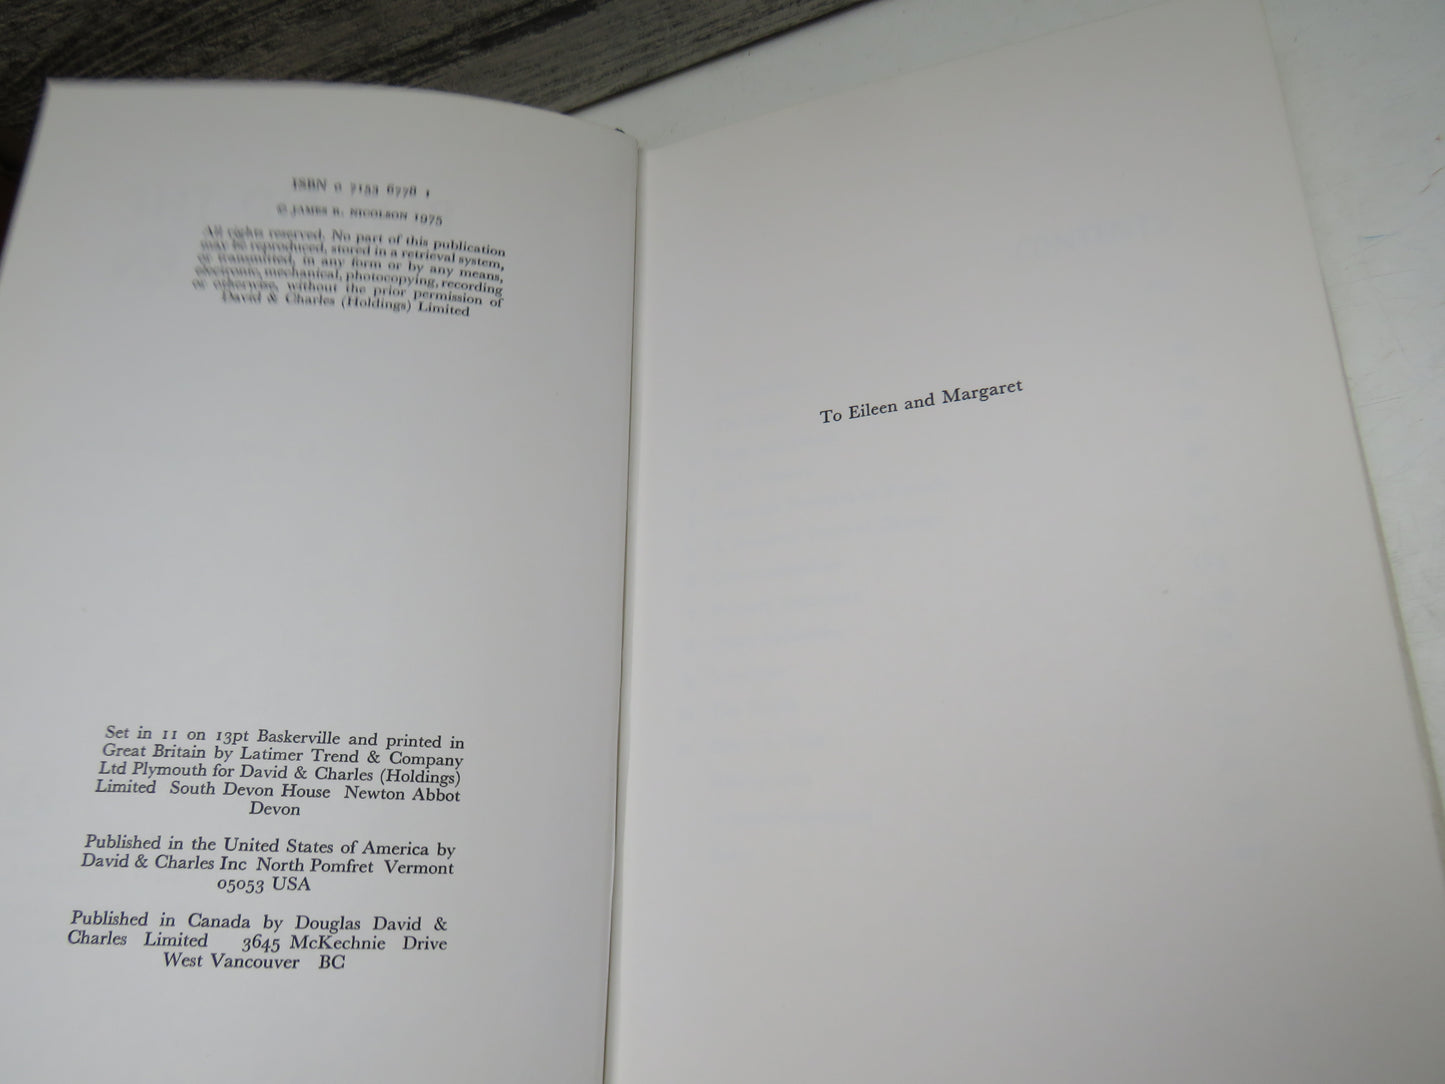 ISBN 0 7153 6778 1
© JAMES R. NICOLSON 1975
All rights reserved. No part of this publication
may be reproduced, stored in a retrieval system,
or transmitted, in any form or by any means,
electronic, mechanical, photocopying, recording
or otherwise, without the prior permission of
David & Charles (Holdings) Limited
Set in 11 on 13pt Baskerville and printed in
Great Britain by Latimer Trend & Company
Ltd Plymouth for David & Charles (Holdings)
Limited South Devon House Newton Abbot
Devon
Published in the United States of America by
David & Charles Inc North Pomfret Vermont
05053 USA
Published in Canada by Douglas David &
Charles Limited 3645 McKechnie Drive
West Vancouver BC
To Eileen and Margaret